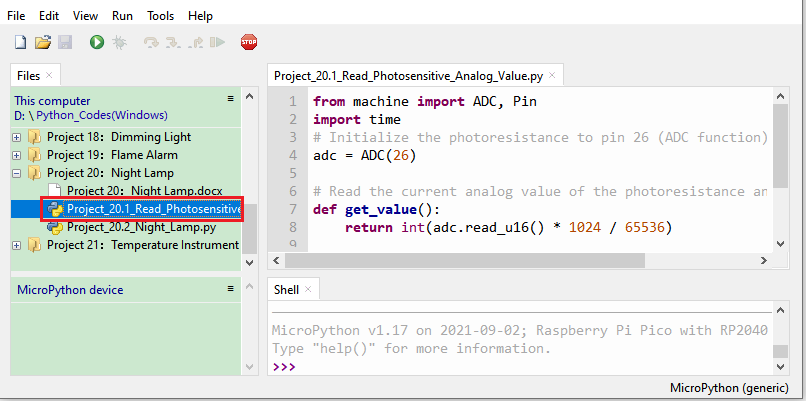 File Edit View Run Tools Help
STOP
Files ×
This computer
D: \ Python_Codes(Windows)
Project 18: Dimming Light
Project 19: Flame Alarm
Project 20: Night Lamp
Project 20: Night Lamp.docx
Project_20.1_Read_Photosensitive
Project_20.2_Night_Lamp.py
Project 21: Temperature Instrument
MicroPython device
Project_20.1_Read_Photosensitive_Analog_Value.py ×
1 from machine import ADC, Pin
2 import time
3 # Initialize the photoresistance to pin 26 (ADC function)
4 adc = ADC(26)
5
6 # Read the current analog value of the photoresistance an
7 def get_value():
8 return int(adc.read_u16() * 1024 / 65536)
9
Shell ×
MicroPython v1.17 on 2021-09-02; Raspberry Pi Pico with RP2040
Type "help()" for more information.
>>>
MicroPython (generic)